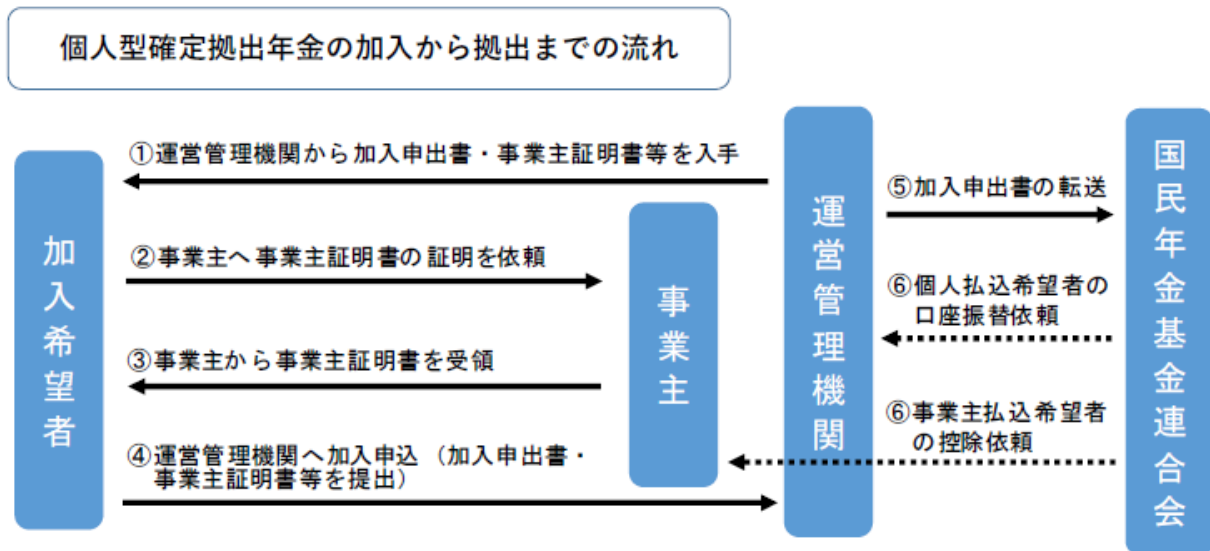 個人型確定拠出年金の加入から拠出までの流れ
加入希望者
①運営管理機関から加入申出書・事業主証明書等を入手
②事業主へ事業主証明書の証明を依頼
③事業主から事業主証明書を受領
④運営管理機関へ加入申込（加入申出書・
事業主証明書等を提出）
事業主
運営管理機関
⑤加入申出書の転送
⑥個人払込希望者の
口座振替依頼
⑥事業主払込希望者
の控除依頼
国民年金基金連合会